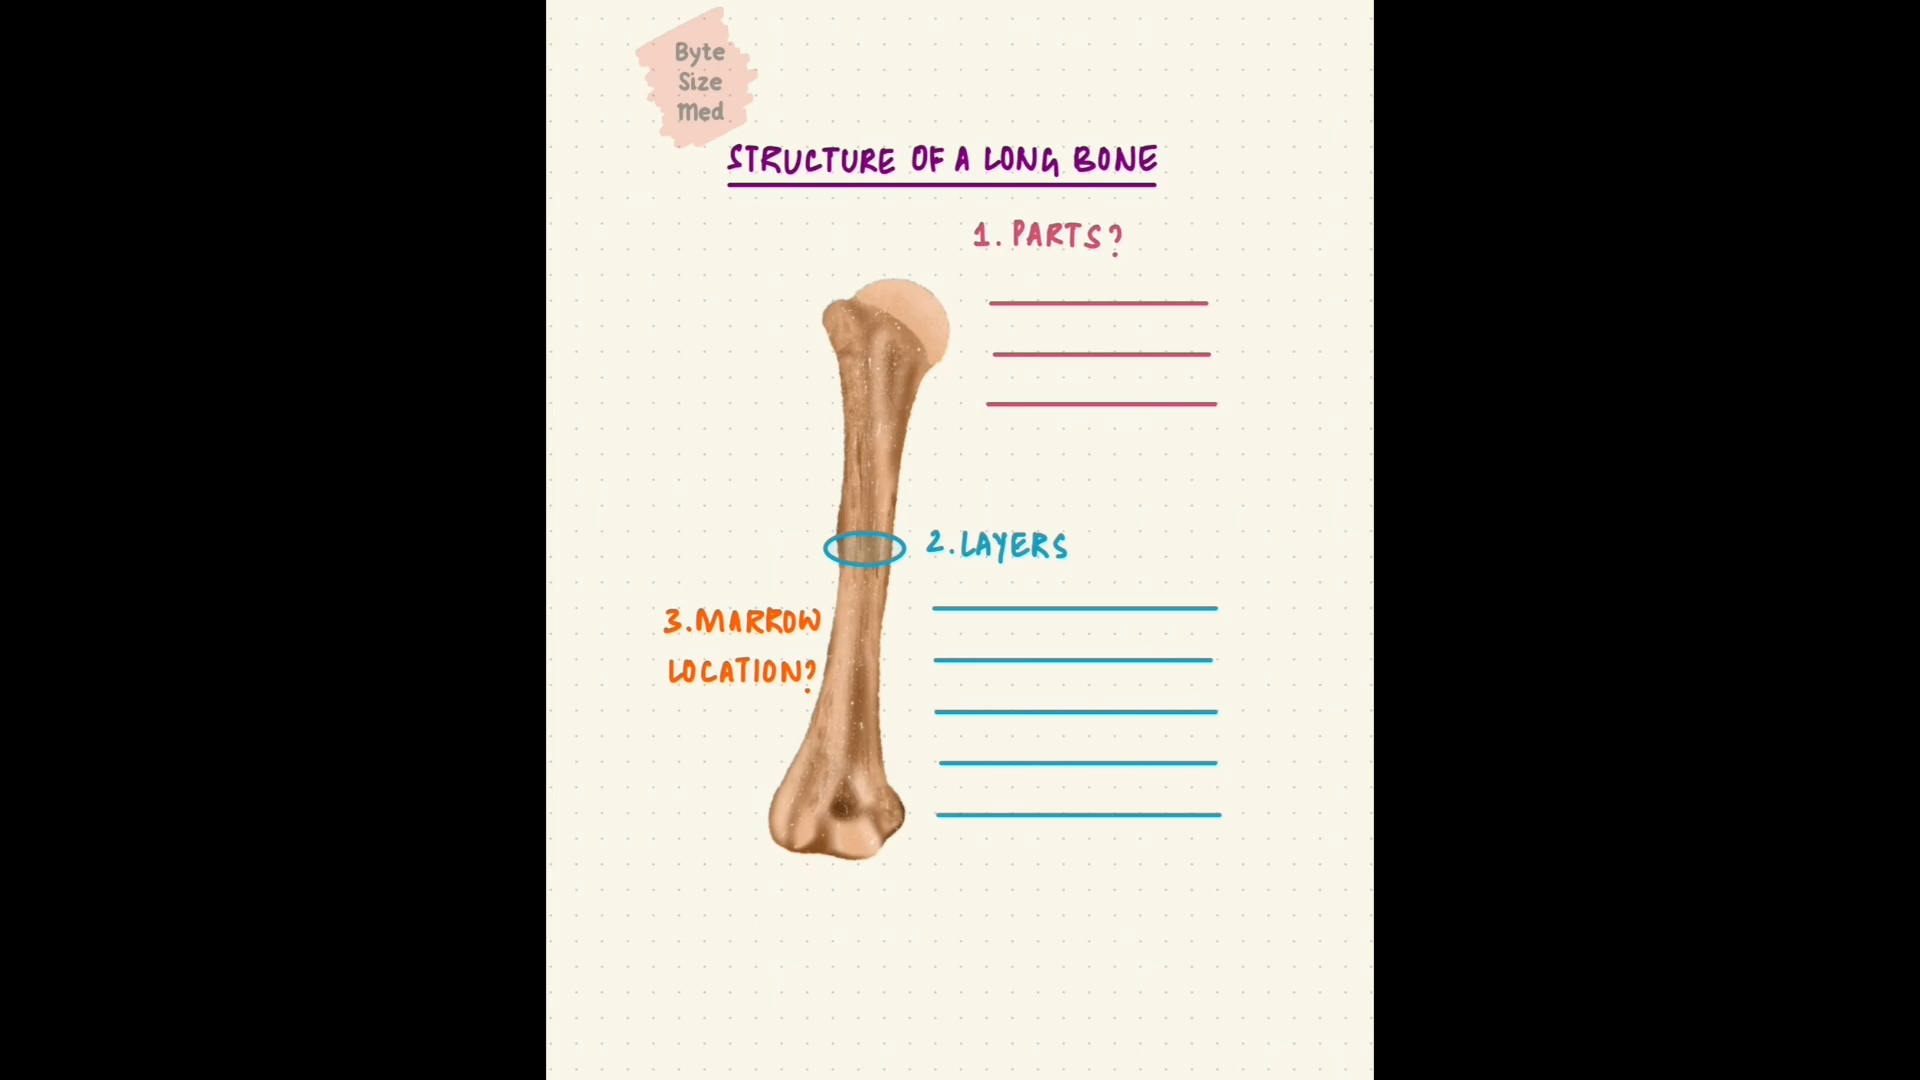 Byte
Size
Med
STRUCTURE OF A LONG BONE
1. PARTS?
2. LAYERS
3. MARROW
LOCATION?